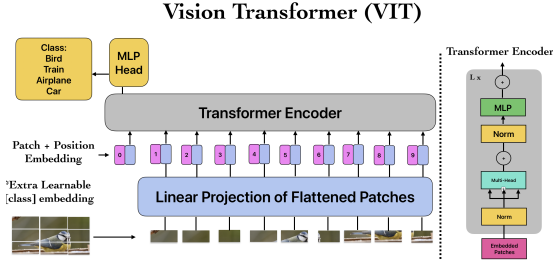 Vision Transformer (VIT)
Class:
Bird
Train
Airplane
Car
MLP
Head
Transformer Encoder
Patch + Position
Embedding
0 1 2 3 4 5 6 7 8 9
*Extra Learnable
[class] embedding
Linear Projection of Flattened Patches
Transformer Encoder
L x
+
MLP
Norm
+
Multi-Head
Norm
Embedded
Patches